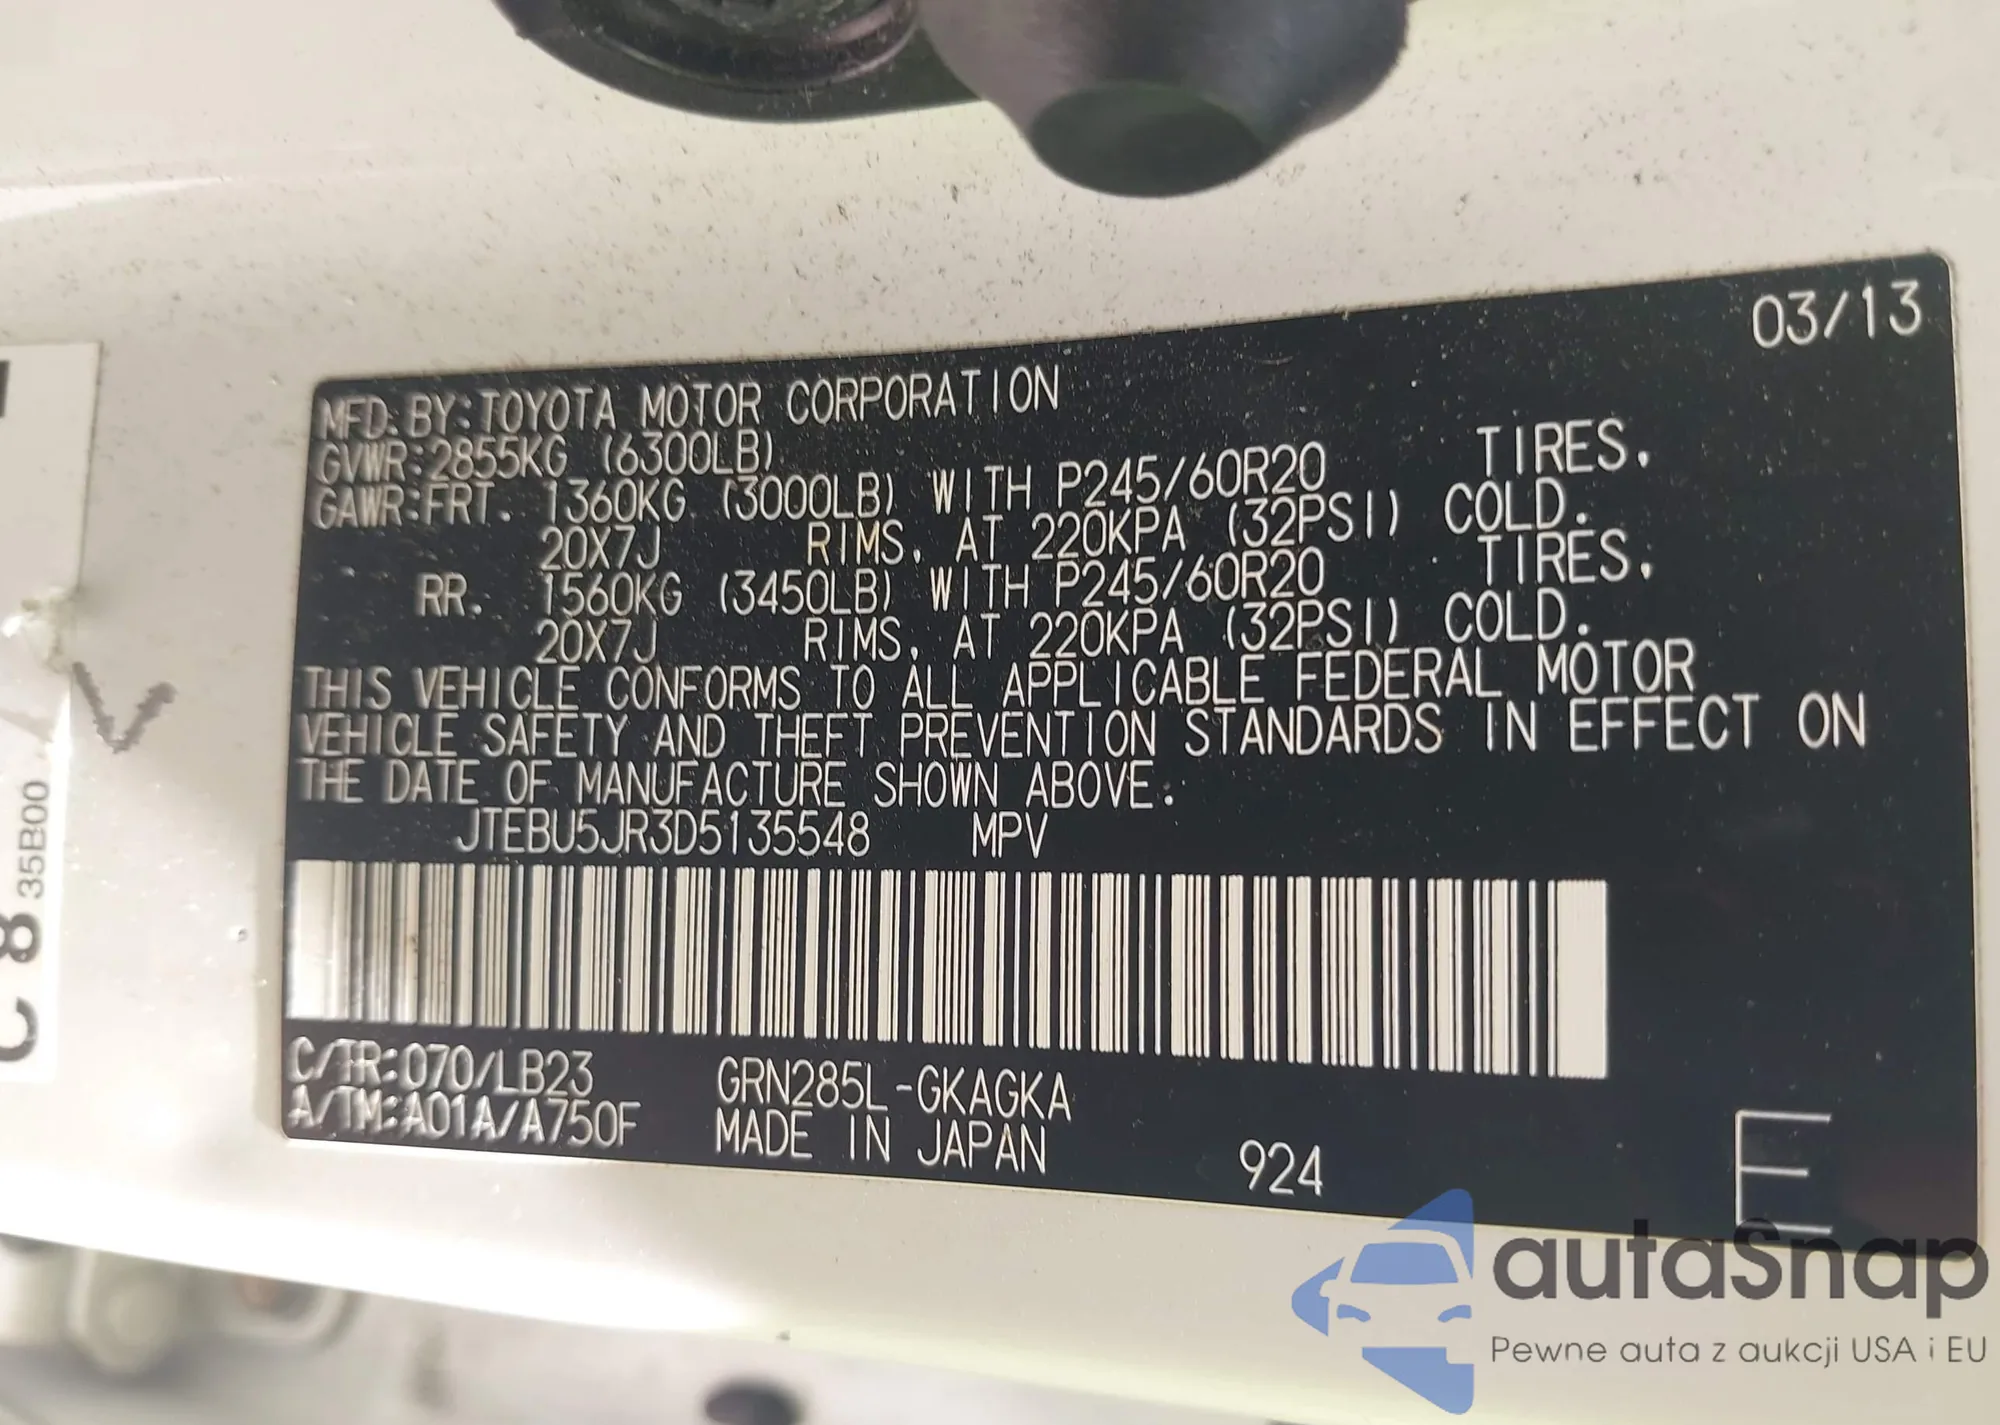 03/13
MFD. BY: TOYOTA MOTOR CORPORATION
GVWR: 2855KG (6300LB)
GAWR: FRT. 1360KG (3000LB) WITH P245/60R20 TIRES,
20X7J RIMS, AT 220KPA (32PSI) COLD.
RR. 1560KG (3450LB) WITH P245/60R20 TIRES,
20X7J RIMS, AT 220KPA (32PSI) COLD.
THIS VEHICLE CONFORMS TO ALL APPLICABLE FEDERAL MOTOR
VEHICLE SAFETY AND THEFT PREVENTION STANDARDS IN EFFECT ON
THE DATE OF MANUFACTURE SHOWN ABOVE.
JTEBU5JR3D5135548 MPV
C/TR: 070/LB23 GRN285L-GKAGKA
A/TM: A01A/A750F MADE IN JAPAN 924
E
C 8
35B00
V
autaSnap
Pewne auta z aukcji USA i EU